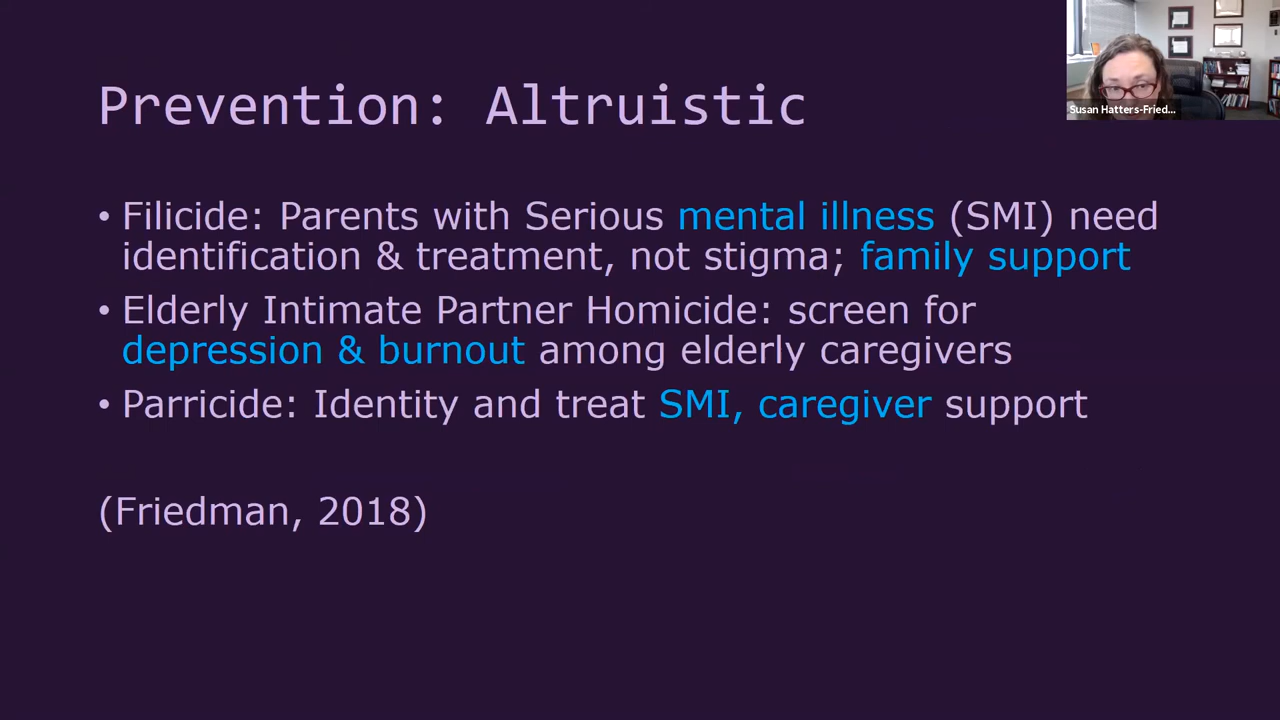 Prevention: Altruistic
Susan Hatters-Fried...
• Filicide: Parents with Serious mental illness (SMI) need
identification & treatment, not stigma; family support
• Elderly Intimate Partner Homicide: screen for
depression & burnout among elderly caregivers
• Parricide: Identity and treat SMI, caregiver support
(Friedman, 2018)